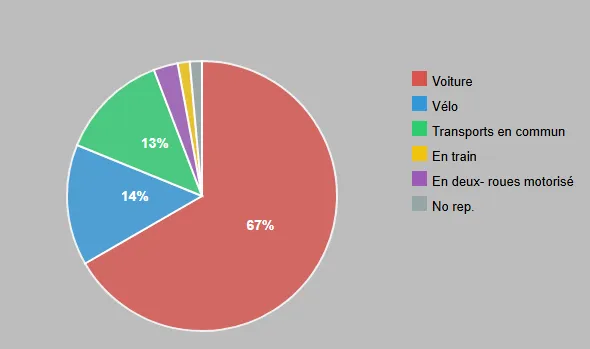 13%
14%
67%
Voiture
Vélo
Transports en commun
En train
En deux- roues motorisé
No rep.